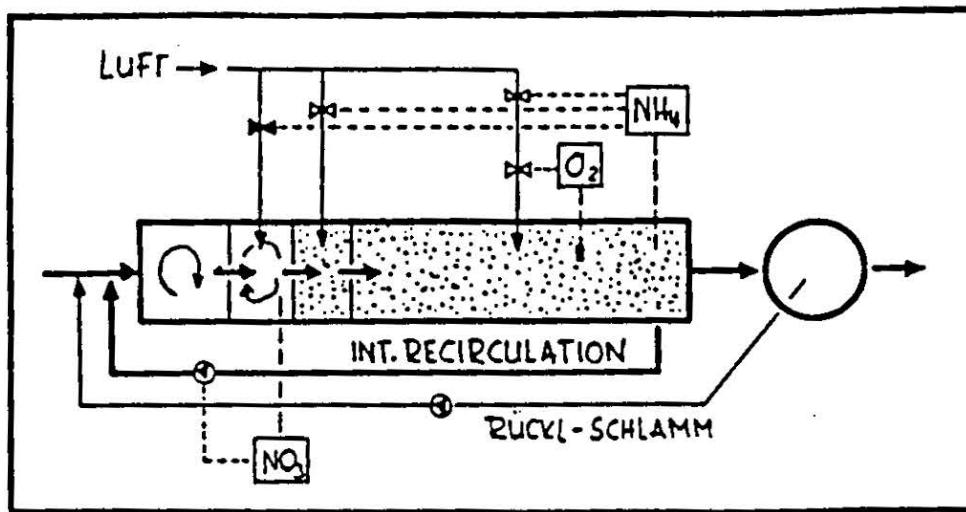 LUFT
NH₄
O₂
INT. RECIRCULATION
RÜCKL-SCHLAMM
NO₃